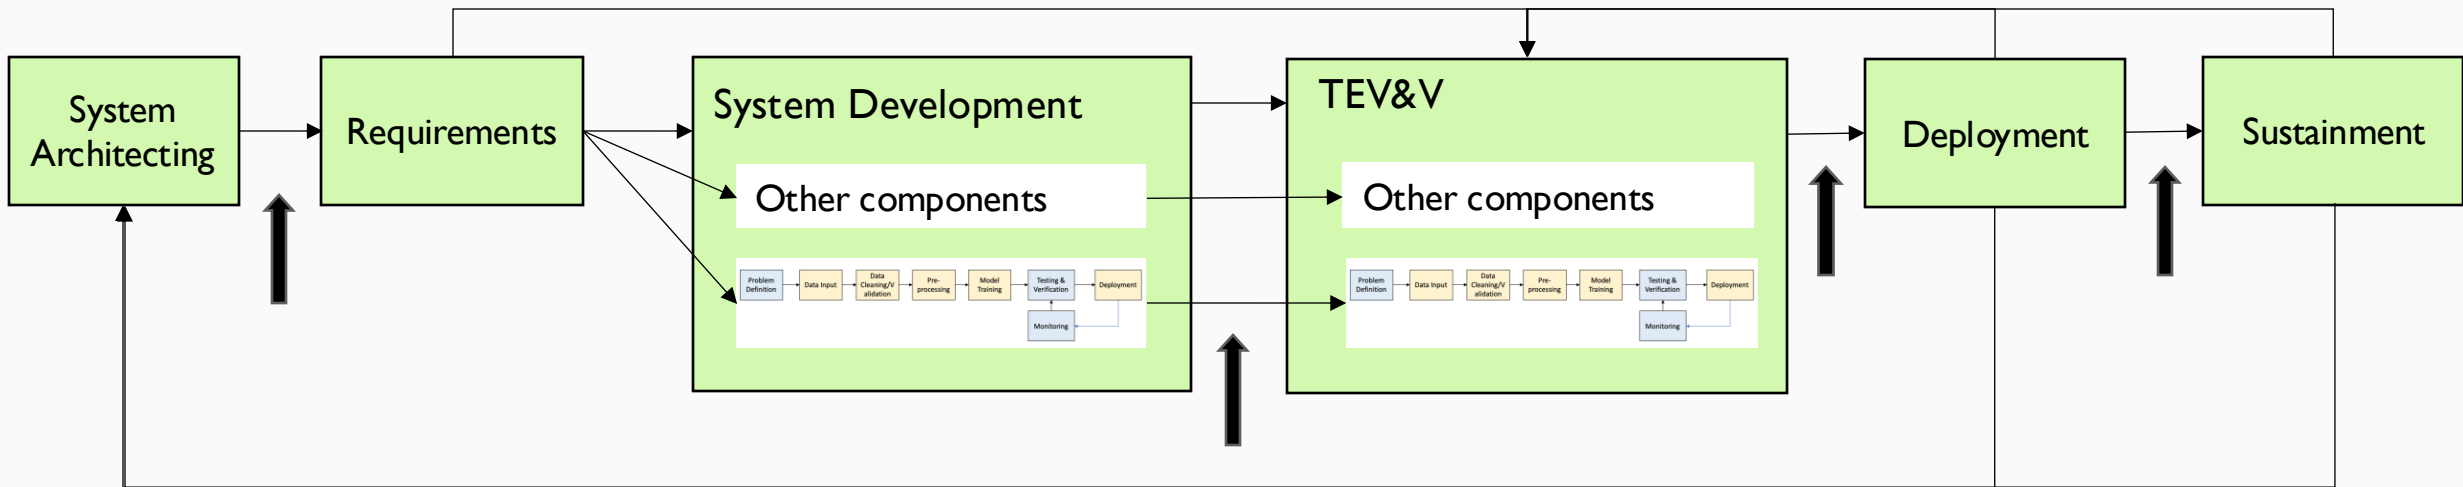 System
Architecting
Requirements
System Development
Other components
Problem
Definition
Data Input
Data
Cleaning/V
alidation
Pre-
processing
Model
Training
Testing &
Verification
Deployment
Monitoring
TEV&V
Other components
Problem
Definition
Data Input
Data
Cleaning/V
alidation
Pre-
processing
Model
Training
Testing &
Verification
Deployment
Monitoring
Deployment
Sustainment